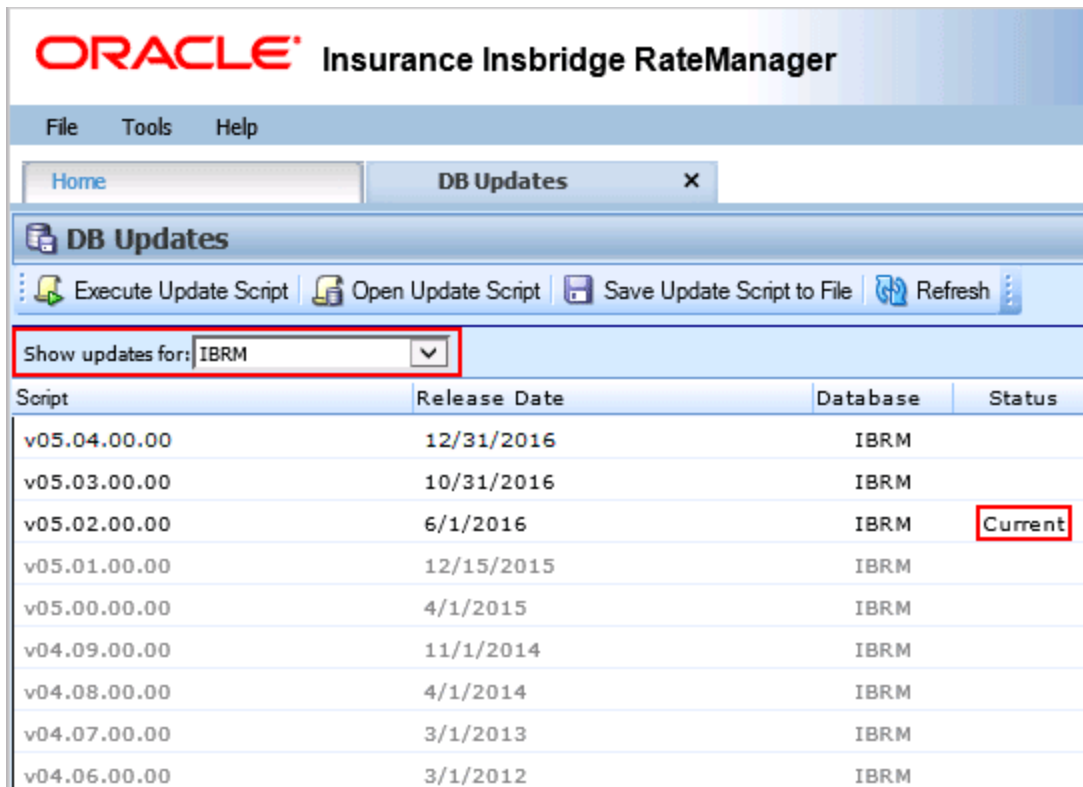 ORACLE Insurance Insbridge RateManager
File Tools Help
Home DB Updates ×
DB Updates
Execute Update Script Open Update Script Save Update Script to File Refresh
Show updates for: IBRM
Script Release Date Database Status
v05.04.00.00 12/31/2016 IBRM
v05.03.00.00 10/31/2016 IBRM
v05.02.00.00 6/1/2016 IBRM Current
v05.01.00.00 12/15/2015 IBRM
v05.00.00.00 4/1/2015 IBRM
v04.09.00.00 11/1/2014 IBRM
v04.08.00.00 4/1/2014 IBRM
v04.07.00.00 3/1/2013 IBRM
v04.06.00.00 3/1/2012 IBRM